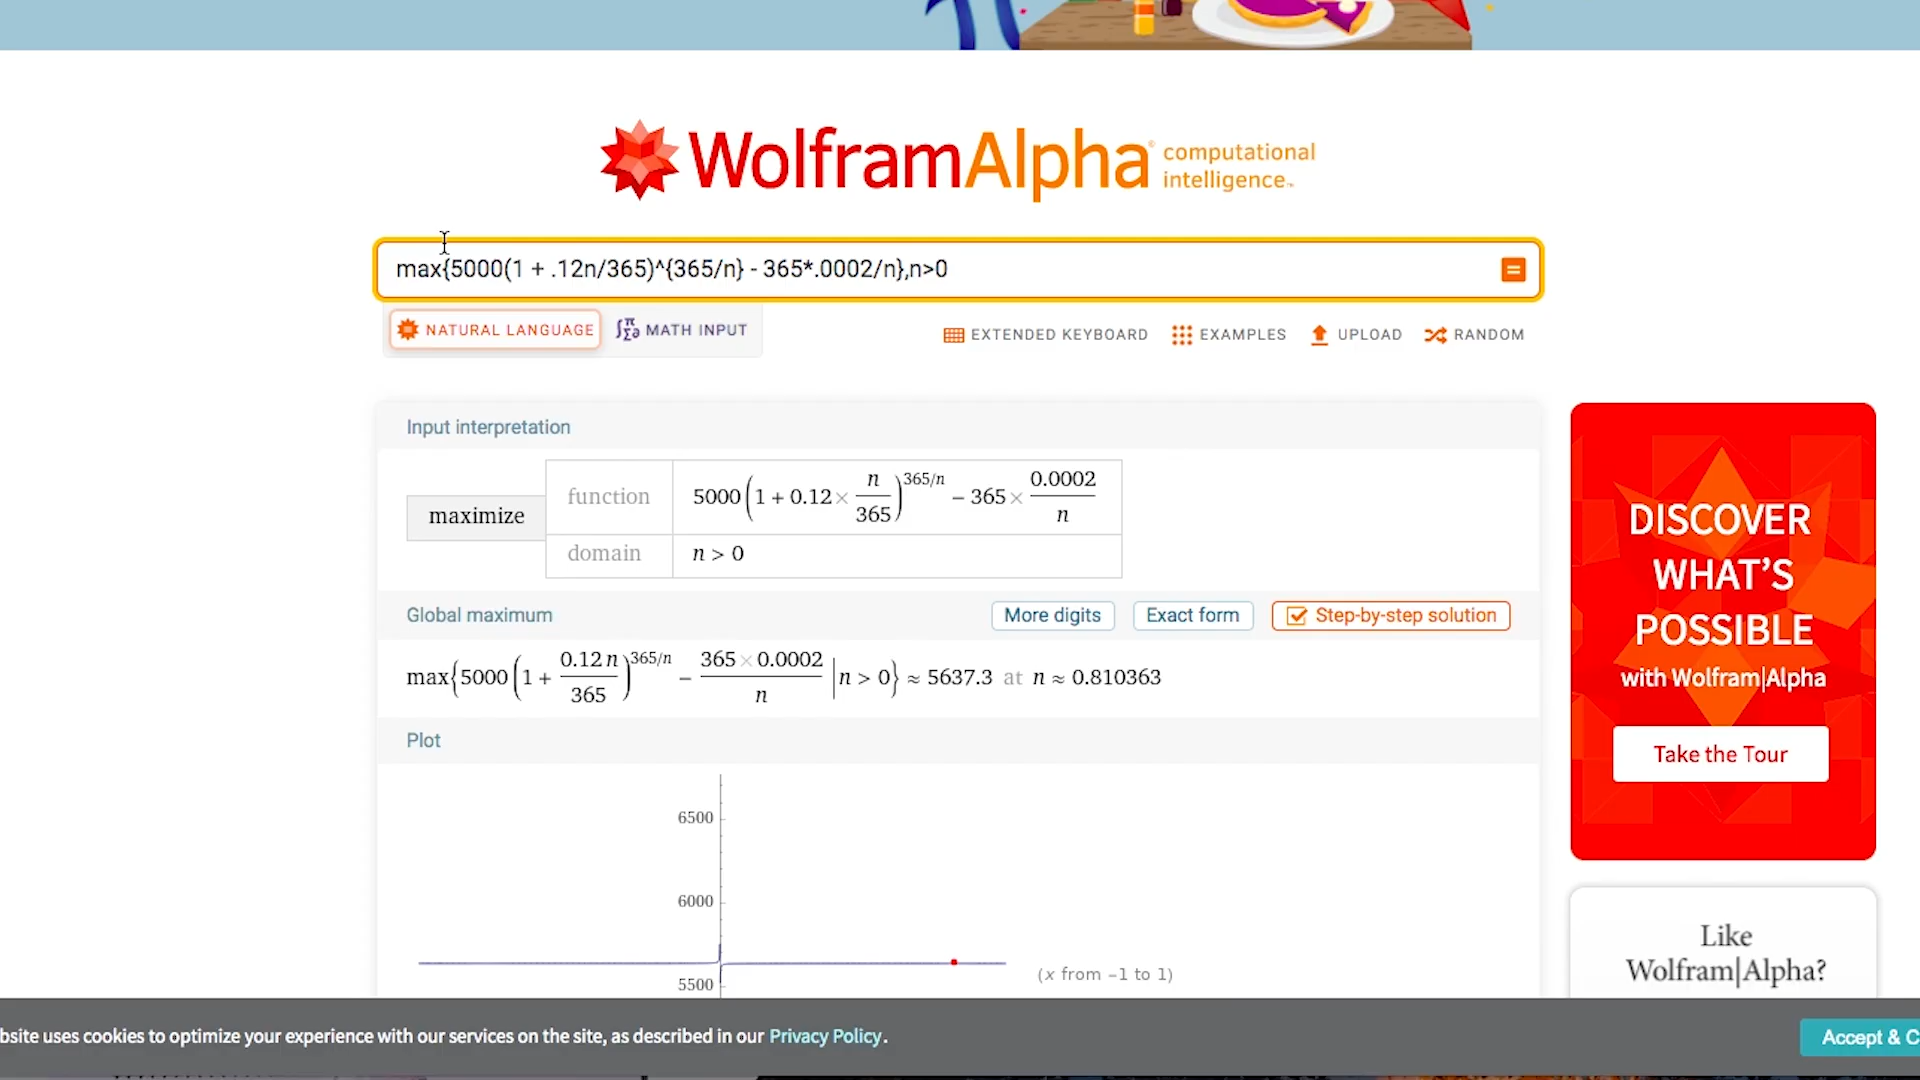 WolframAlpha computational intelligence™
max{5000(1 + .12n/365)^{365/n} - 365*.0002/n},n>0
NATURAL LANGUAGE MATH INPUT EXTENDED KEYBOARD EXAMPLES UPLOAD RANDOM
Input interpretation
maximize function 5000(1 + 0.12× n/365)^365/n − 365× 0.0002/n
domain n > 0
Global maximum More digits Exact form Step-by-step solution
max{5000(1 + 0.12 n/365)^365/n − 365×0.0002/n | n > 0} ≈ 5637.3 at n ≈ 0.810363
Plot
6500
6000
5500
(x from −1 to 1)
DISCOVER
WHAT'S
POSSIBLE
with Wolfram|Alpha
Take the Tour
Like
Wolfram|Alpha?
bsite uses cookies to optimize your experience with our services on the site, as described in our Privacy Policy.
Accept & C